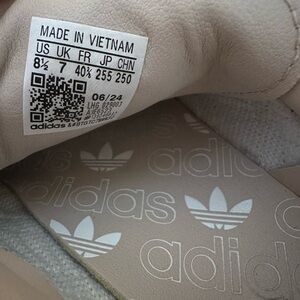 MADE IN VIETNAM
US UK FR JP CHN
8½ 7 40⅔ 255 250
06/24
adidas
adidas
adidas
adidas